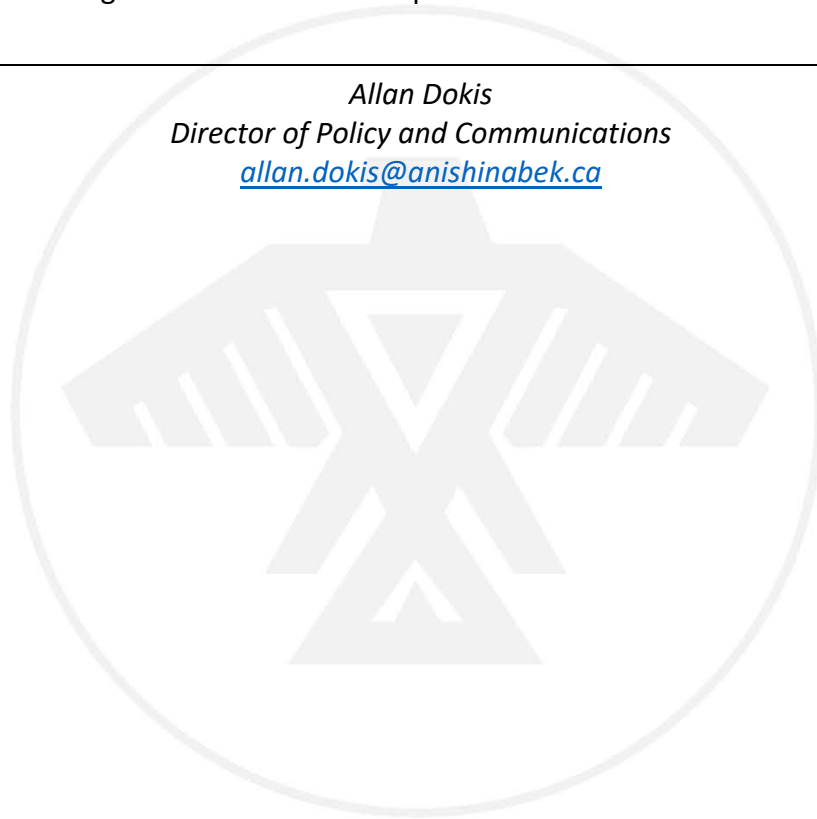 Allan Dokis
Director of Policy and Communications
allan.dokis@anishinabek.ca